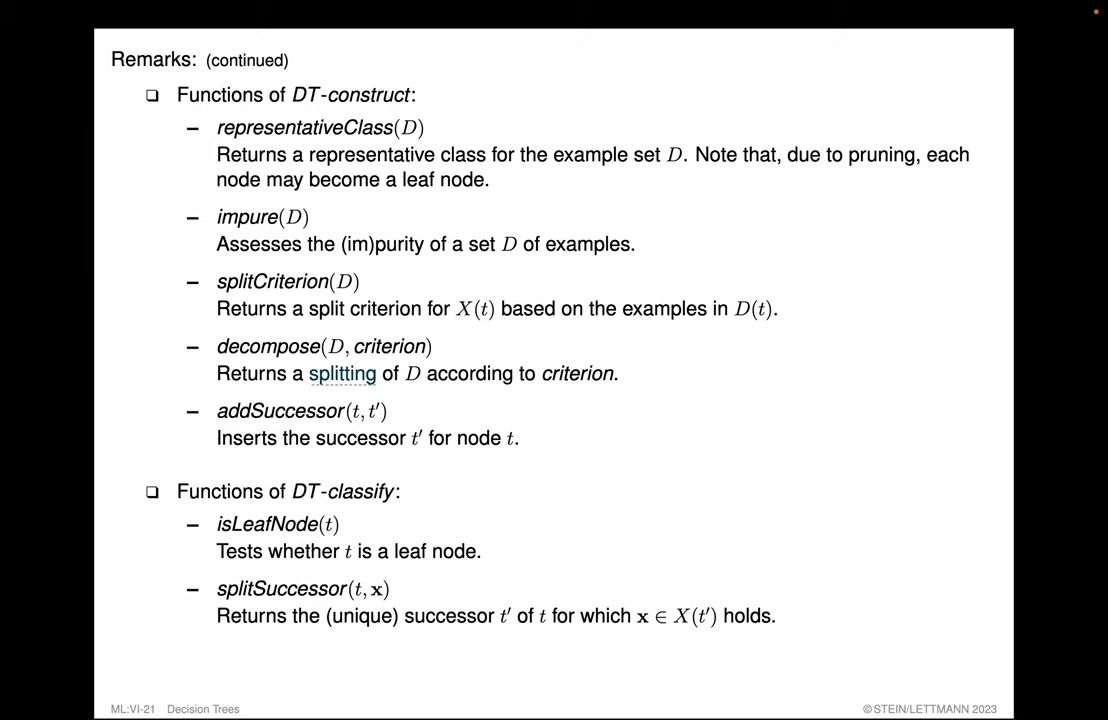 Remarks: (continued)
❑ Functions of DT-construct:
– representativeClass(D)
Returns a representative class for the example set D. Note that, due to pruning, each
node may become a leaf node.
– impure(D)
Assesses the (im)purity of a set D of examples.
– splitCriterion(D)
Returns a split criterion for X(t) based on the examples in D(t).
– decompose(D, criterion)
Returns a splitting of D according to criterion.
– addSuccessor(t, t′)
Inserts the successor t′ for node t.
❑ Functions of DT-classify:
– isLeafNode(t)
Tests whether t is a leaf node.
– splitSuccessor(t, x)
Returns the (unique) successor t′ of t for which x ∈ X(t′) holds.
ML:VI-21 Decision Trees ©STEIN/LETTMANN 2023